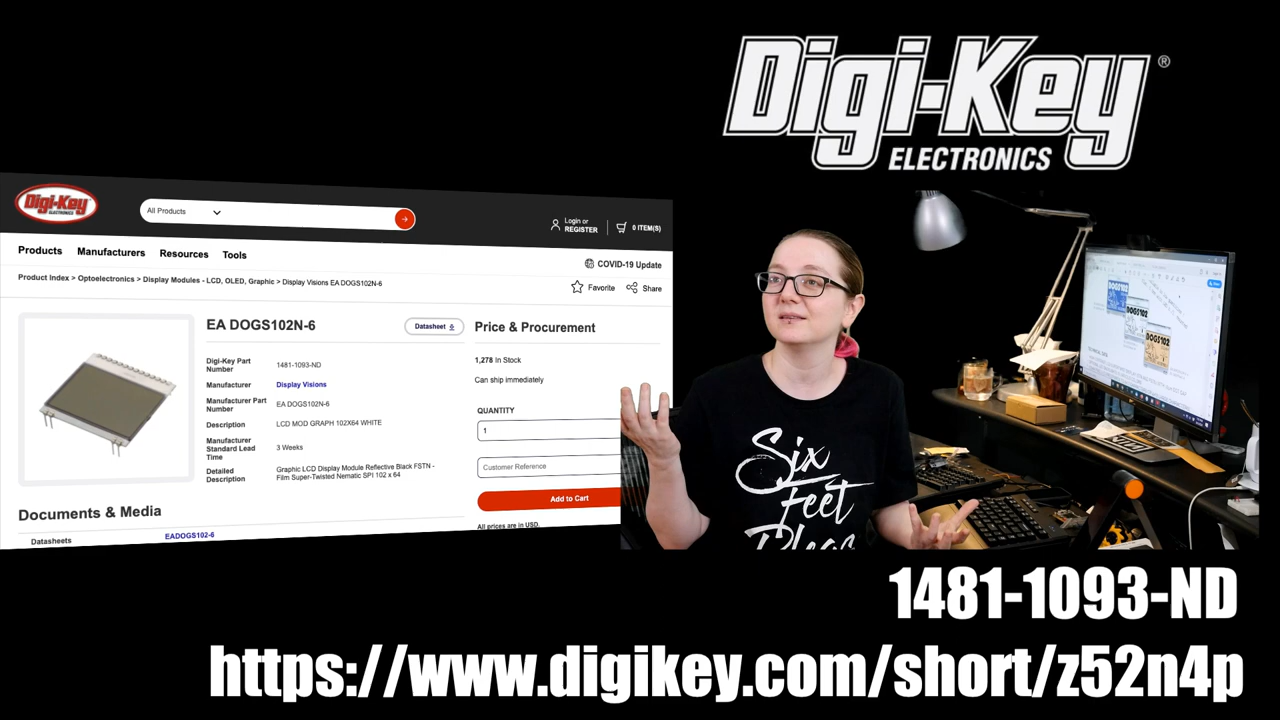 Digi-Key®
ELECTRONICS
Digi-Key
ELECTRONICS
All Products
Login or
REGISTER
0 ITEM(S)
Products Manufacturers Resources Tools
COVID-19 Update
Product Index > Optoelectronics > Display Modules - LCD, OLED, Graphic > Display Visions EA DOGS102N-6
Favorite Share
EA DOGS102N-6
Datasheet
Digi-Key Part
Number
1481-1093-ND
Manufacturer
Display Visions
Manufacturer Part
Number
EA DOGS102N-6
Description
LCD MOD GRAPH 102X64 WHITE
Manufacturer
Standard Lead
Time
3 Weeks
Detailed
Description
Graphic LCD Display Module Reflective Black FSTN -
Film Super-Twisted Nematic SPI 102 x 64
Price & Procurement
1,278 In Stock
Can ship immediately
QUANTITY
1
Customer Reference
Add to Cart
All prices are in USD.
Documents & Media
Datasheets
EADOGS102-6
Six
feet
Pleas
DOGS102
DOGS102
DOGS102
1481-1093-ND
https://www.digikey.com/short/z52n4p